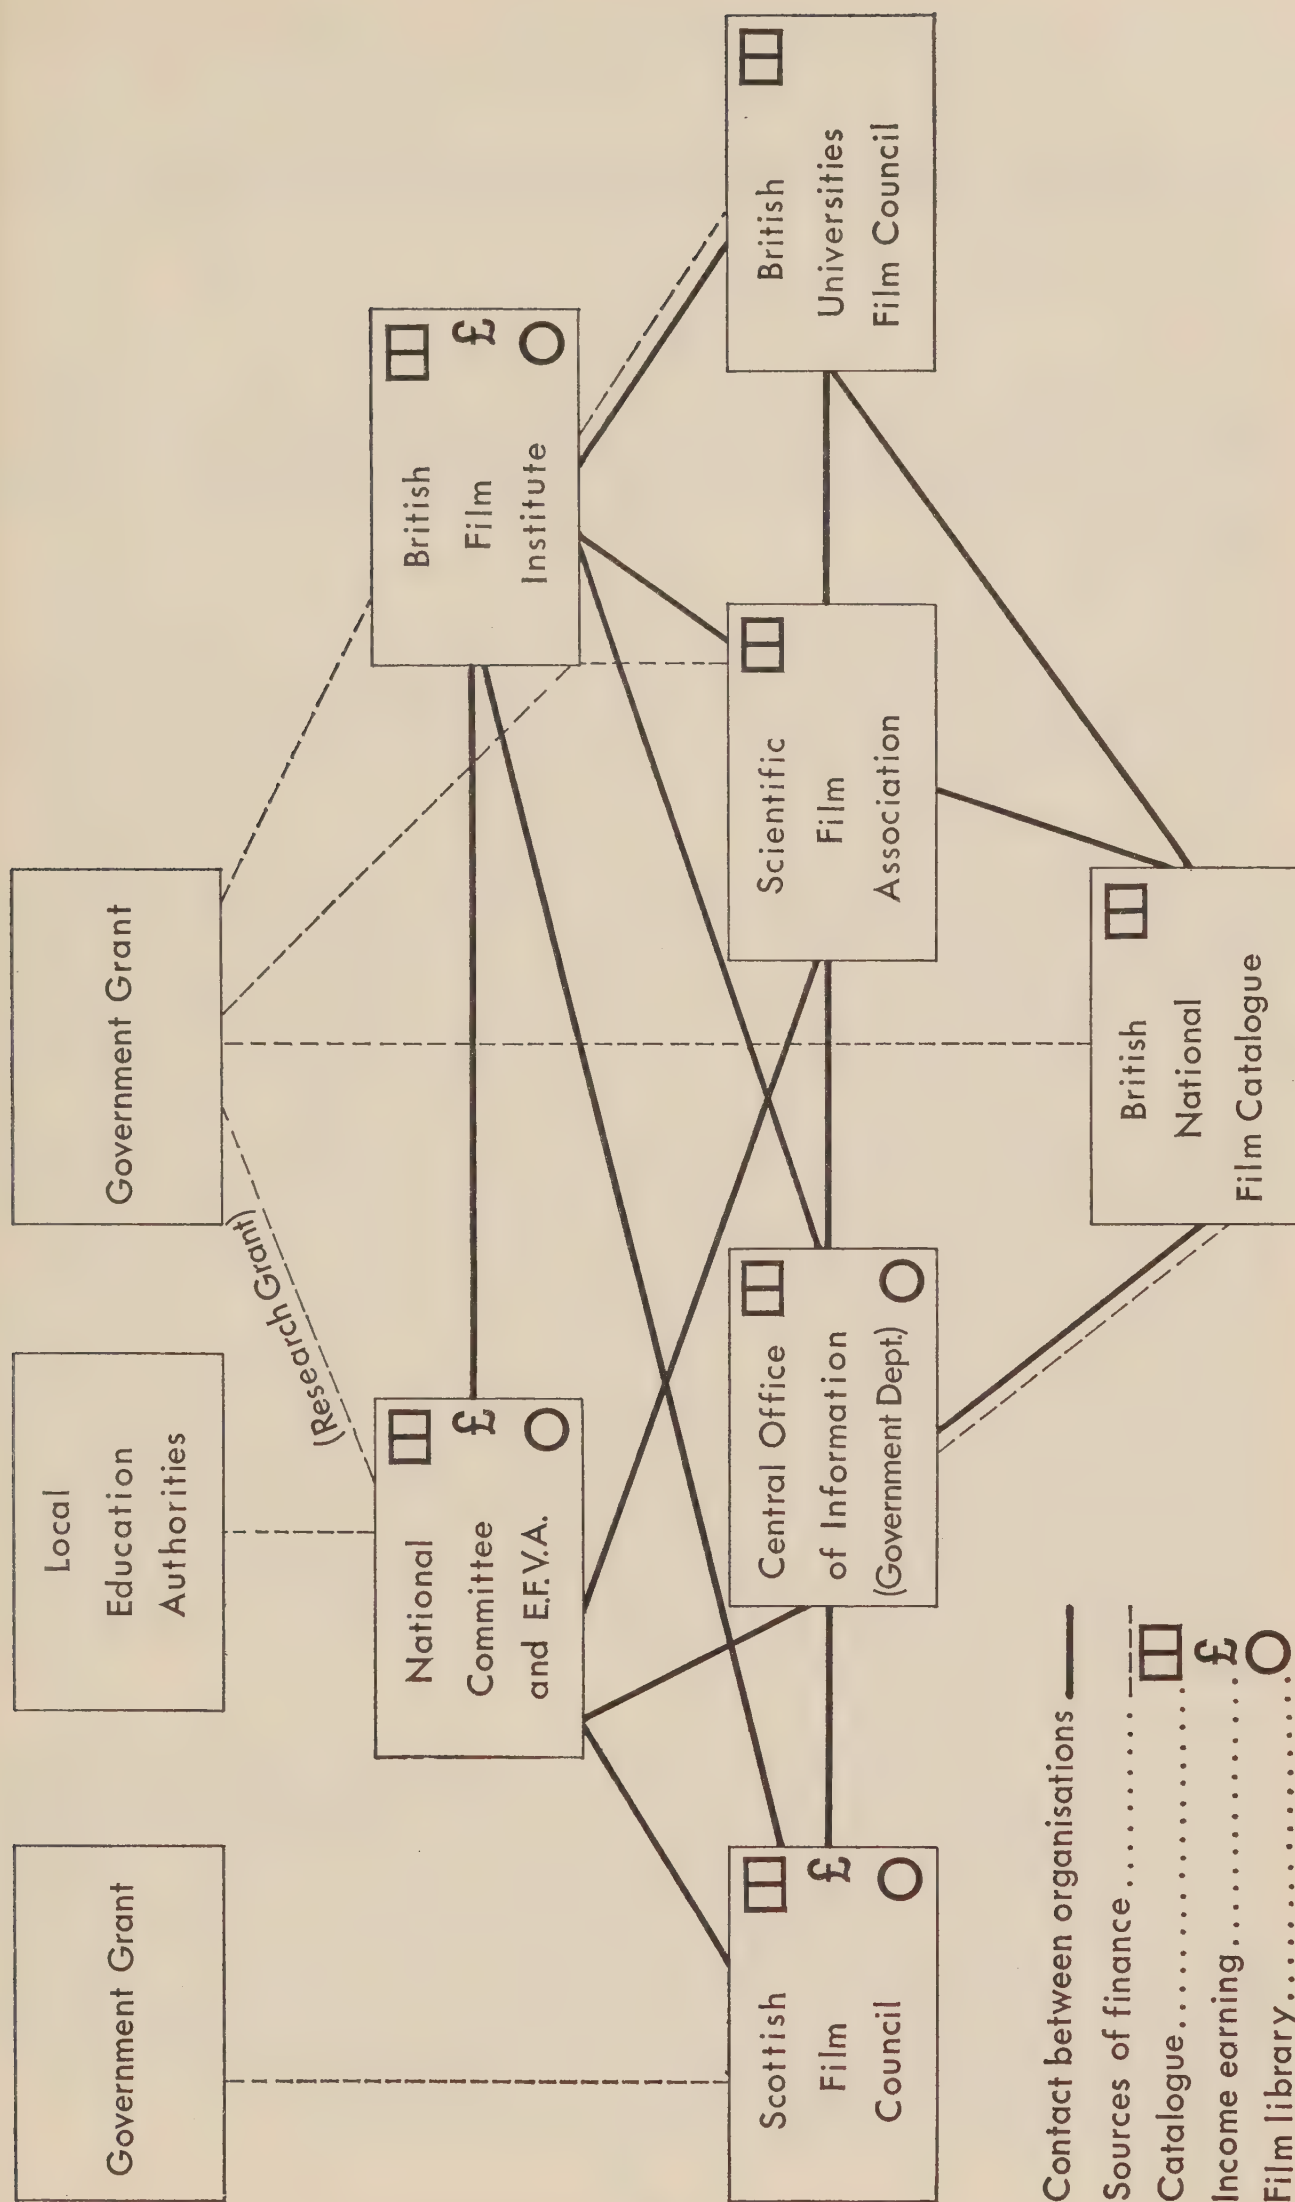 Government Grant
Local
Education
Authorities
Government Grant
(Research Grant)
National
Committee
and E.F.V.A.
£
British
Film
Institute
£
Scottish
Film
Council
£
Central Office
of Information
(Government Dept.)
Scientific
Film
Association
British
Universities
Film Council
British
National
Film Catalogue
Contact between organisations
Sources of finance............
Catalogue....................
Income earning................ £
Film library....................